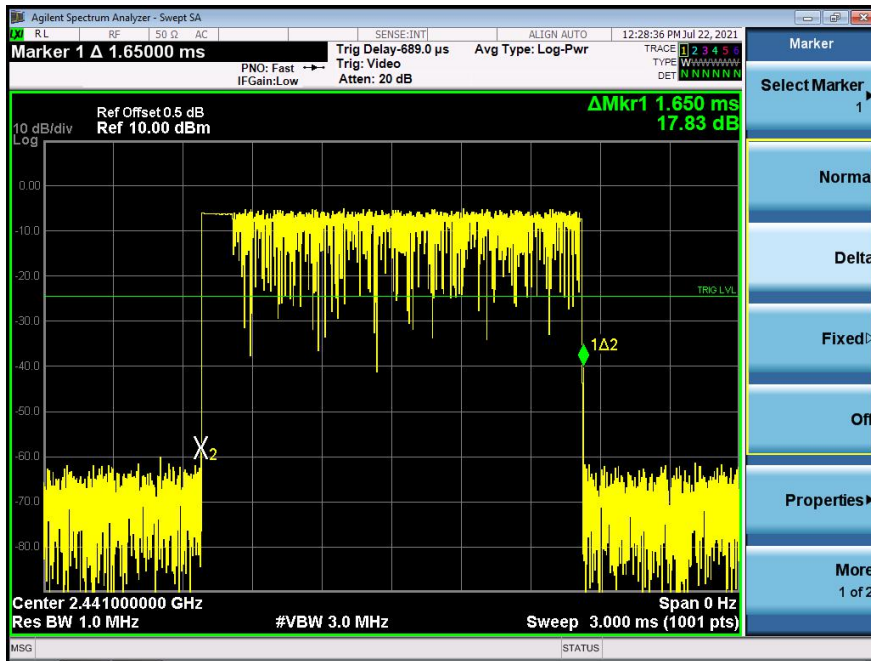 Agilent Spectrum Analyzer - Swept SA
LXI RL RF 50 Ω AC SENSE:INT ALIGN AUTO 12:28:36 PM Jul 22, 2021
Marker 1 Δ 1.65000 ms
PNO: Fast
IFGain:Low
Trig Delay-689.0 µs
Trig: Video
Atten: 20 dB
Avg Type: Log-Pwr
TRACE 1 2 3 4 5 6
TYPE WWWWWWW
DET N N N N N N
Marker
Select Marker
1
Norma
Delta
Fixed
Off
Properties
More
1 of 2
ΔMkr1 1.650 ms
17.83 dB
Ref Offset 0.5 dB
10 dB/div Ref 10.00 dBm
Log
0.00
-10.0
-20.0
TRIG LVL
-30.0
1Δ2
-40.0
-50.0
2
-60.0
-70.0
-80.0
Center 2.441000000 GHz Span 0 Hz
Res BW 1.0 MHz #VBW 3.0 MHz Sweep 3.000 ms (1001 pts)
MSG STATUS